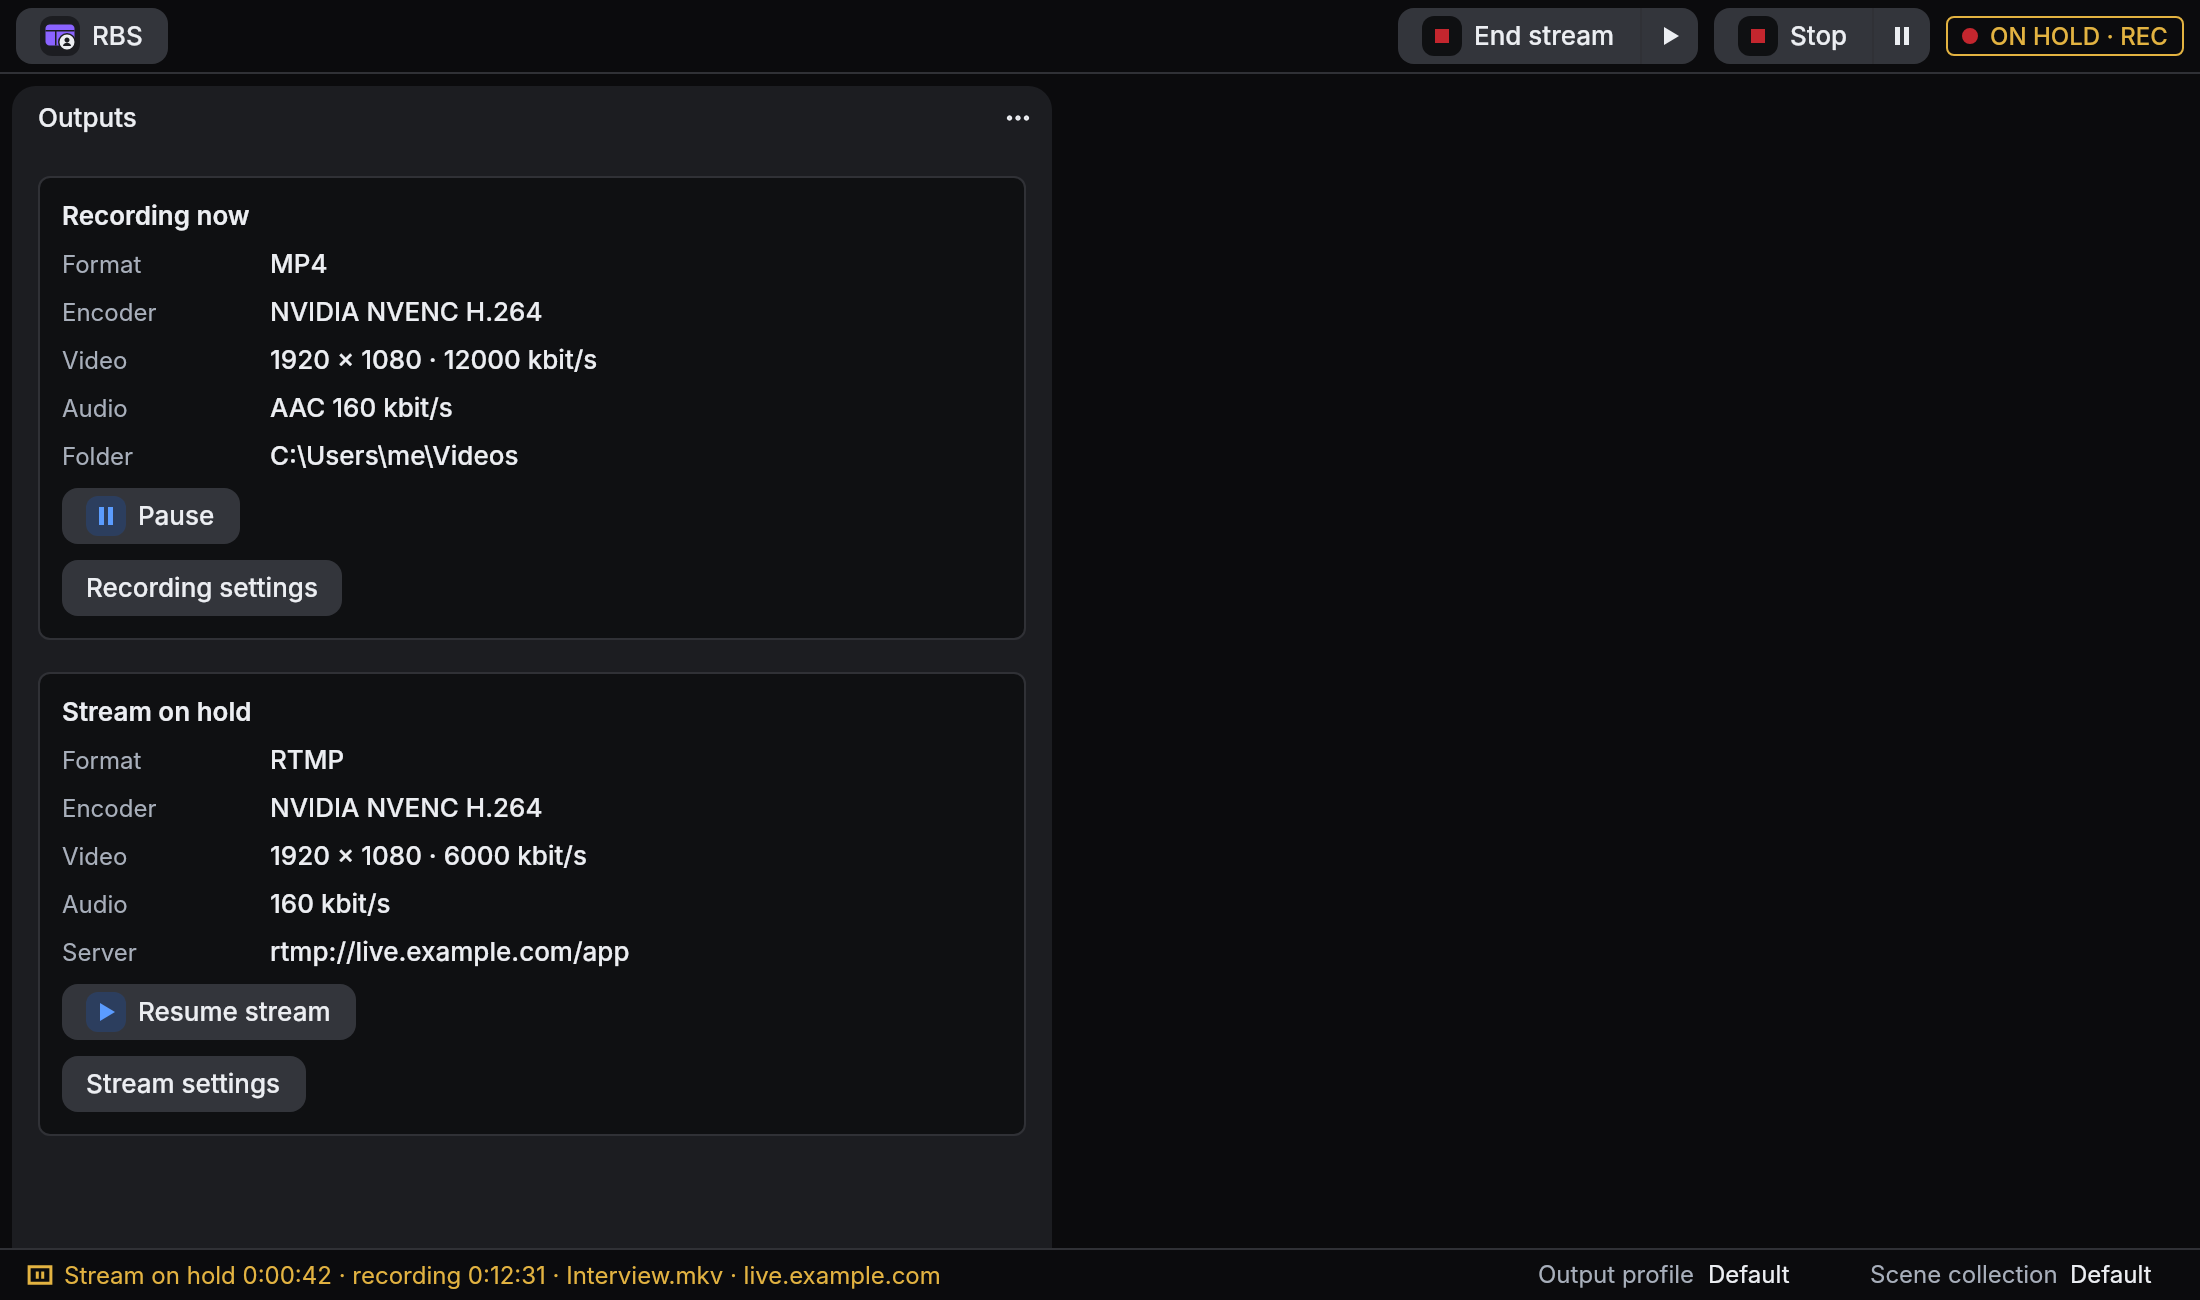 RBS
End stream
Stop
ON HOLD · REC
Outputs
Recording now
Format MP4
Encoder NVIDIA NVENC H.264
Video 1920 × 1080 · 12000 kbit/s
Audio AAC 160 kbit/s
Folder C:\Users\me\Videos
Pause
Recording settings
Stream on hold
Format RTMP
Encoder NVIDIA NVENC H.264
Video 1920 × 1080 · 6000 kbit/s
Audio 160 kbit/s
Server rtmp://live.example.com/app
Resume stream
Stream settings
Stream on hold 0:00:42 · recording 0:12:31 · Interview.mkv · live.example.com
Output profile Default
Scene collection Default